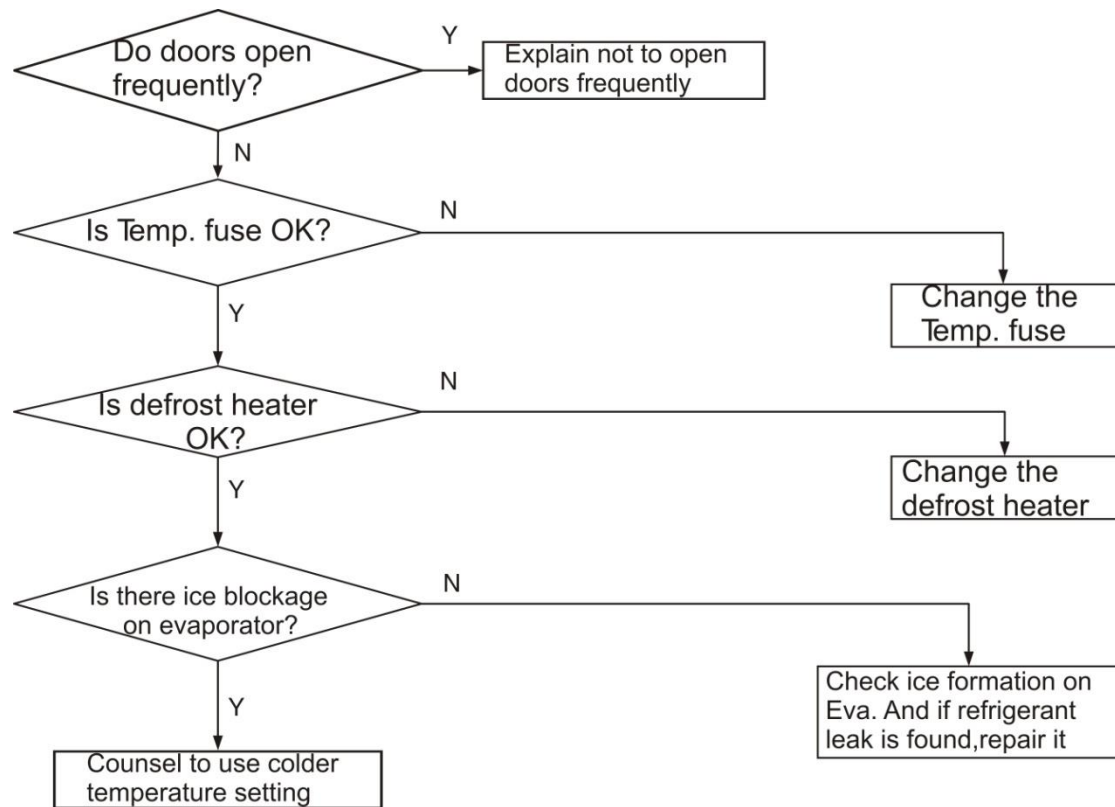 Do doors open
frequently?
Y
Explain not to open
doors frequently
N
Is Temp. fuse OK?
N
Change the
Temp. fuse
Y
Is defrost heater
OK?
N
Change the
defrost heater
Y
Is there ice blockage
on evaporator?
N
Check ice formation on
Eva. And if refrigerant
leak is found,repair it
Y
Counsel to use colder
temperature setting